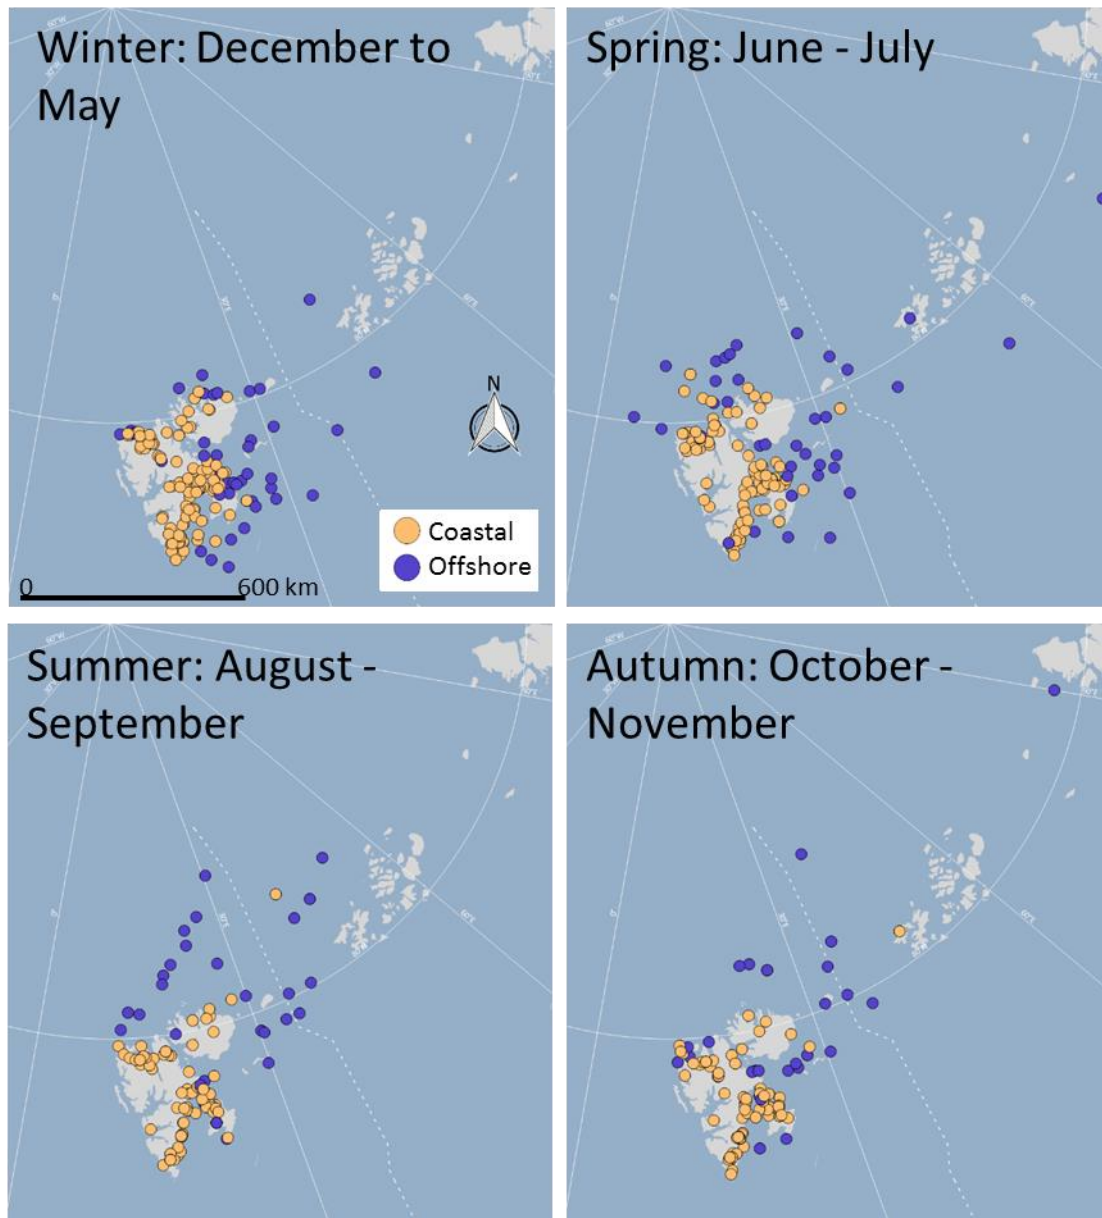 Winter: December to
May
Spring: June - July
N
Coastal
Offshore
0
600 km
Summer: August -
September
Autumn: October -
November